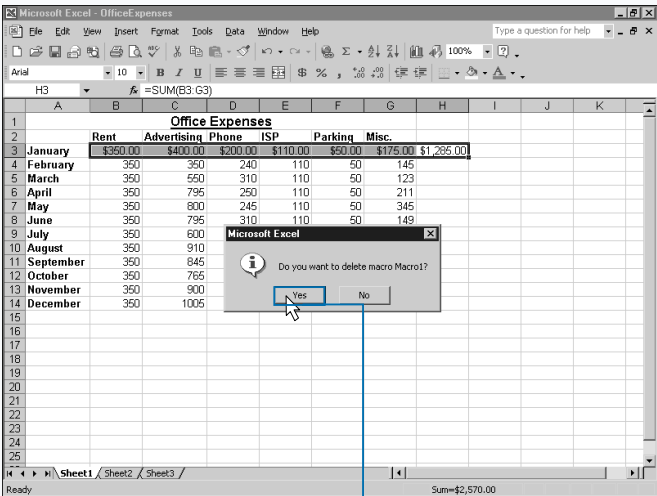 Microsoft Excel - OfficeExpenses
File Edit View Insert Format Tools Data Window Help Type a question for help
100%
Arial 10 B I U $ % ,
H3 fx =SUM(B3:G3)
A B C D E F G H I J K
1 Office Expenses
2 Rent Advertising Phone ISP Parking Misc.
3 January $350.00 $400.00 $200.00 $110.00 $50.00 $175.00 $1,285.00
4 February 350 350 240 110 50 145
5 March 350 550 310 110 50 123
6 April 350 795 250 110 50 211
7 May 350 800 245 110 50 345
8 June 350 795 310 110 50 149
9 July 350 600
10 August 350 910
11 September 350 845
12 October 350 765
13 November 350 900
14 December 350 1005
Microsoft Excel
Do you want to delete macro Macro1?
Yes No
15
16
17
18
19
20
21
22
23
24
25
Sheet1 Sheet2 Sheet3
Ready Sum=$2,570.00